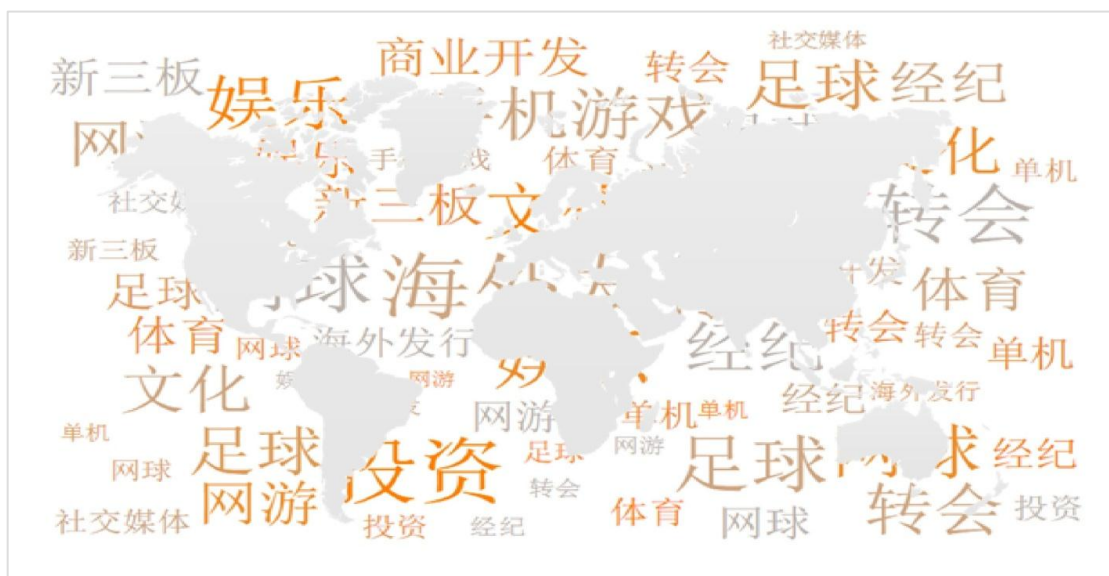 社交媒体
商业开发
转会
新三板
足球
经纪
娱乐
手机游戏
体育
单机
新三板
转会
社交媒体
新三板
足球
海外
体育
体育
转会
转会
网球
海外发行
经纪
单机
文化
网游
经纪
海外发行
网游
单机
单机
单机
足球
足球
网游
足球
经纪
网球
投资
转会
网游
转会
投资
体育
社交媒体
投资
经纪
网球